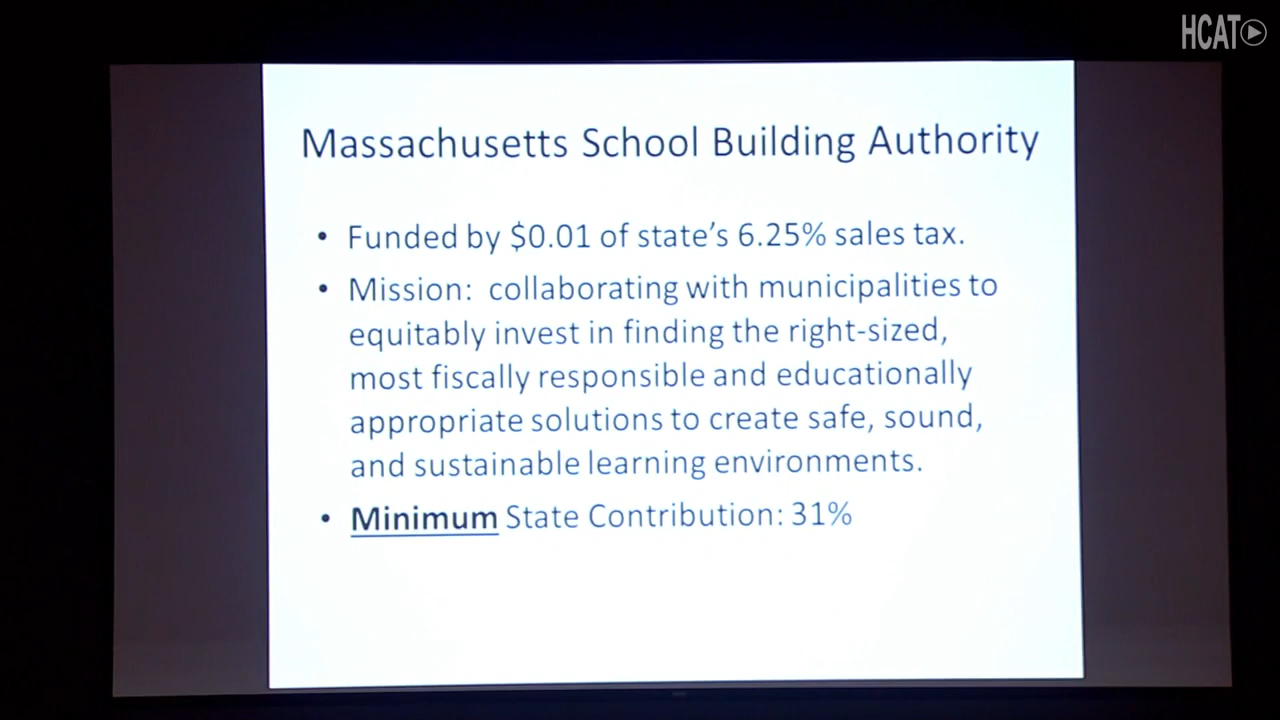 HCAT
Massachusetts School Building Authority
• Funded by $0.01 of state's 6.25% sales tax.
• Mission: collaborating with municipalities to
equitably invest in finding the right-sized,
most fiscally responsible and educationally
appropriate solutions to create safe, sound,
and sustainable learning environments.
• Minimum State Contribution: 31%